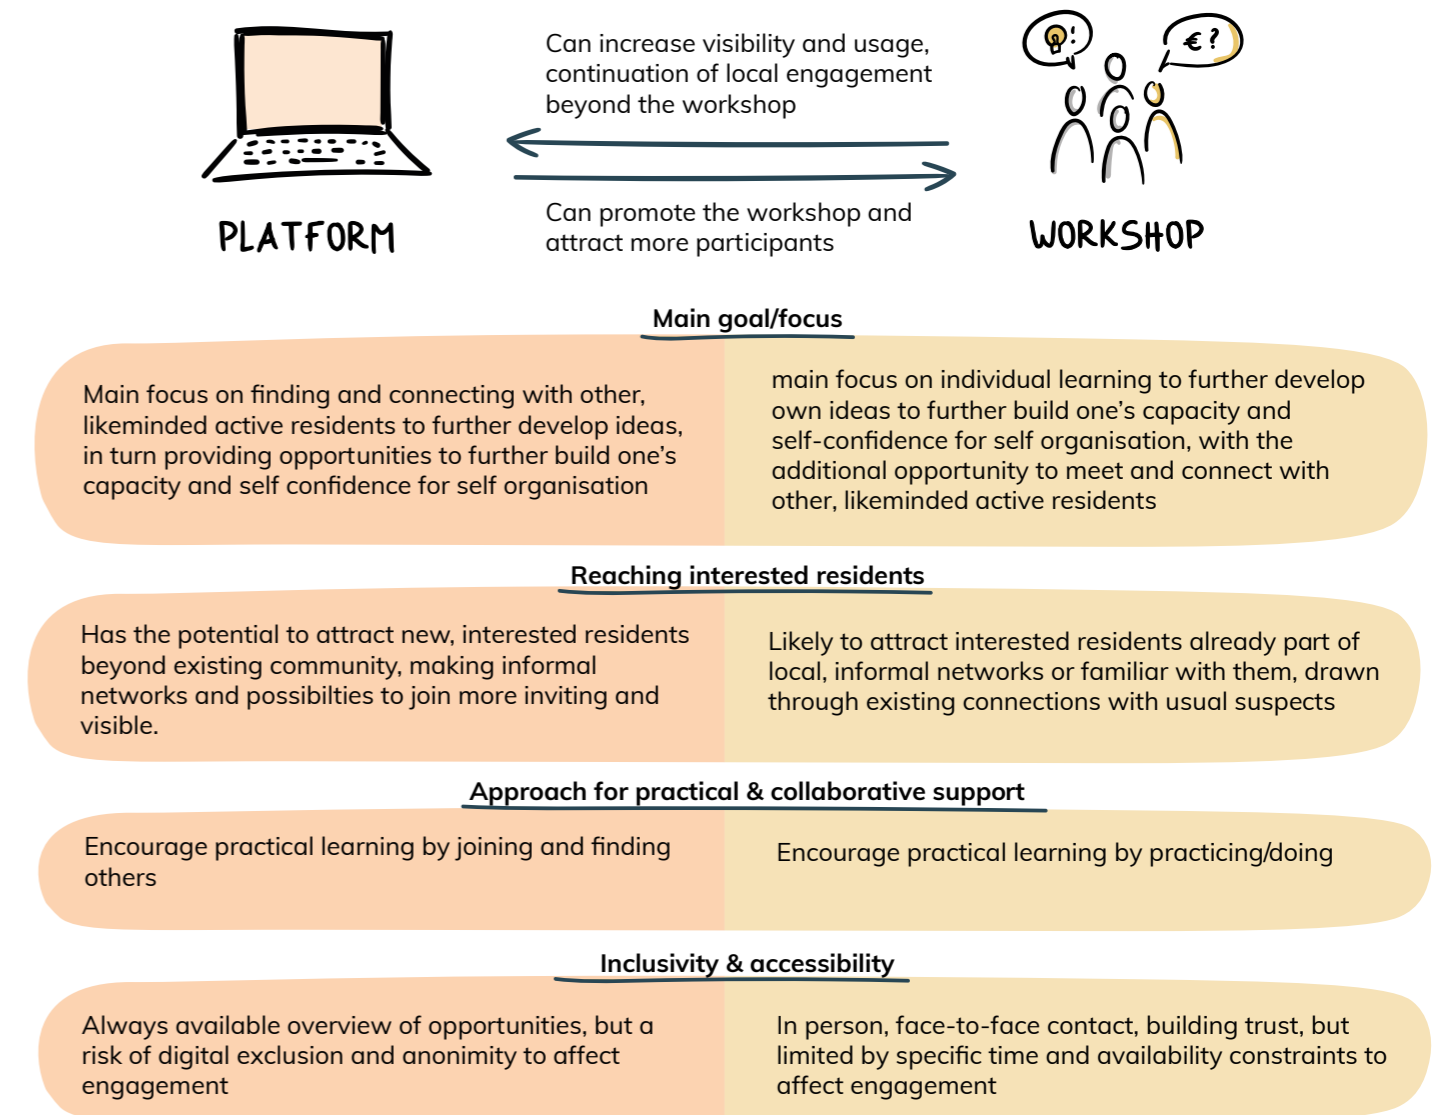 Can increase visibility and usage,
continuation of local engagement
beyond the workshop
!
€ ?
Can promote the workshop and
attract more participants
PLATFORM
WORKSHOP
Main goal/focus
Main focus on finding and connecting with other,
likeminded active residents to further develop ideas,
in turn providing opportunities to further build one’s
capacity and self confidence for self organisation
main focus on individual learning to further develop
own ideas to further build one’s capacity and
self-confidence for self organisation, with the
additional opportunity to meet and connect with
other, likeminded active residents
Reaching interested residents
Has the potential to attract new, interested residents
beyond existing community, making informal
networks and possibilties to join more inviting and
visible.
Likely to attract interested residents already part of
local, informal networks or familiar with them, drawn
through existing connections with usual suspects
Approach for practical & collaborative support
Encourage practical learning by joining and finding
others
Encourage practical learning by practicing/doing
Inclusivity & accessibility
Always available overview of opportunities, but a
risk of digital exclusion and anonimity to affect
engagement
In person, face-to-face contact, building trust, but
limited by specific time and availability constraints to
affect engagement